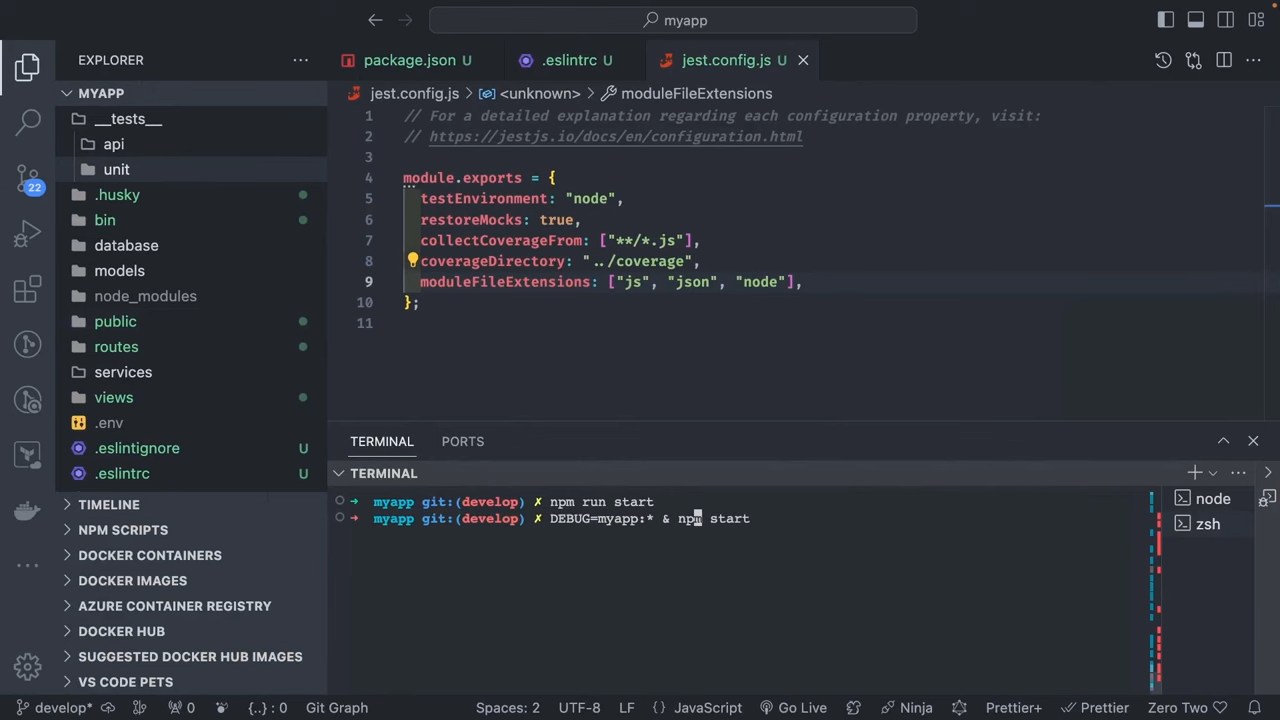 myapp
EXPLORER
package.json U
.eslintrc U
jest.config.js U
MYAPP
jest.config.js > <unknown> > moduleFileExtensions
__tests__
api
unit
.husky
bin
database
models
node_modules
public
routes
services
views
.env
.eslintignore U
.eslintrc U
22
1 // For a detailed explanation regarding each configuration property, visit:
2 // https://jestjs.io/docs/en/configuration.html
3
4 module.exports = {
5 testEnvironment: "node",
6 restoreMocks: true,
7 collectCoverageFrom: ["**/*.js"],
8 coverageDirectory: "../coverage",
9 moduleFileExtensions: ["js", "json", "node"],
10 };
11
TIMELINE
NPM SCRIPTS
DOCKER CONTAINERS
DOCKER IMAGES
AZURE CONTAINER REGISTRY
DOCKER HUB
SUGGESTED DOCKER HUB IMAGES
VS CODE PETS
TERMINAL PORTS
TERMINAL
myapp git:(develop) ✗ npm run start
myapp git:(develop) ✗ DEBUG=myapp:* & npm start
node
zsh
develop* 0 {..} : 0 Git Graph Spaces: 2 UTF-8 LF {} JavaScript Go Live Ninja Prettier+ Prettier Zero Two